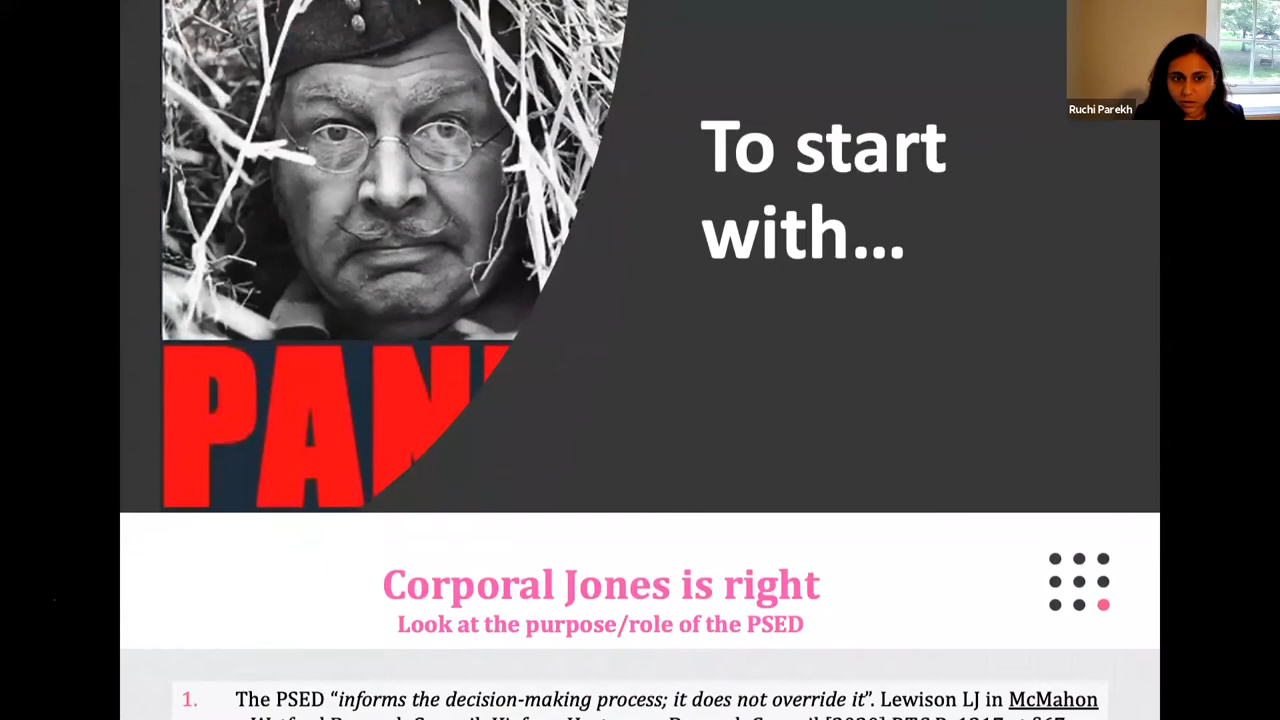 Ruchi Parekh
To start
with...
PAN
Corporal Jones is right
Look at the purpose/role of the PSED
1. The PSED “informs the decision-making process; it does not override it”. Lewison LJ in McMahon